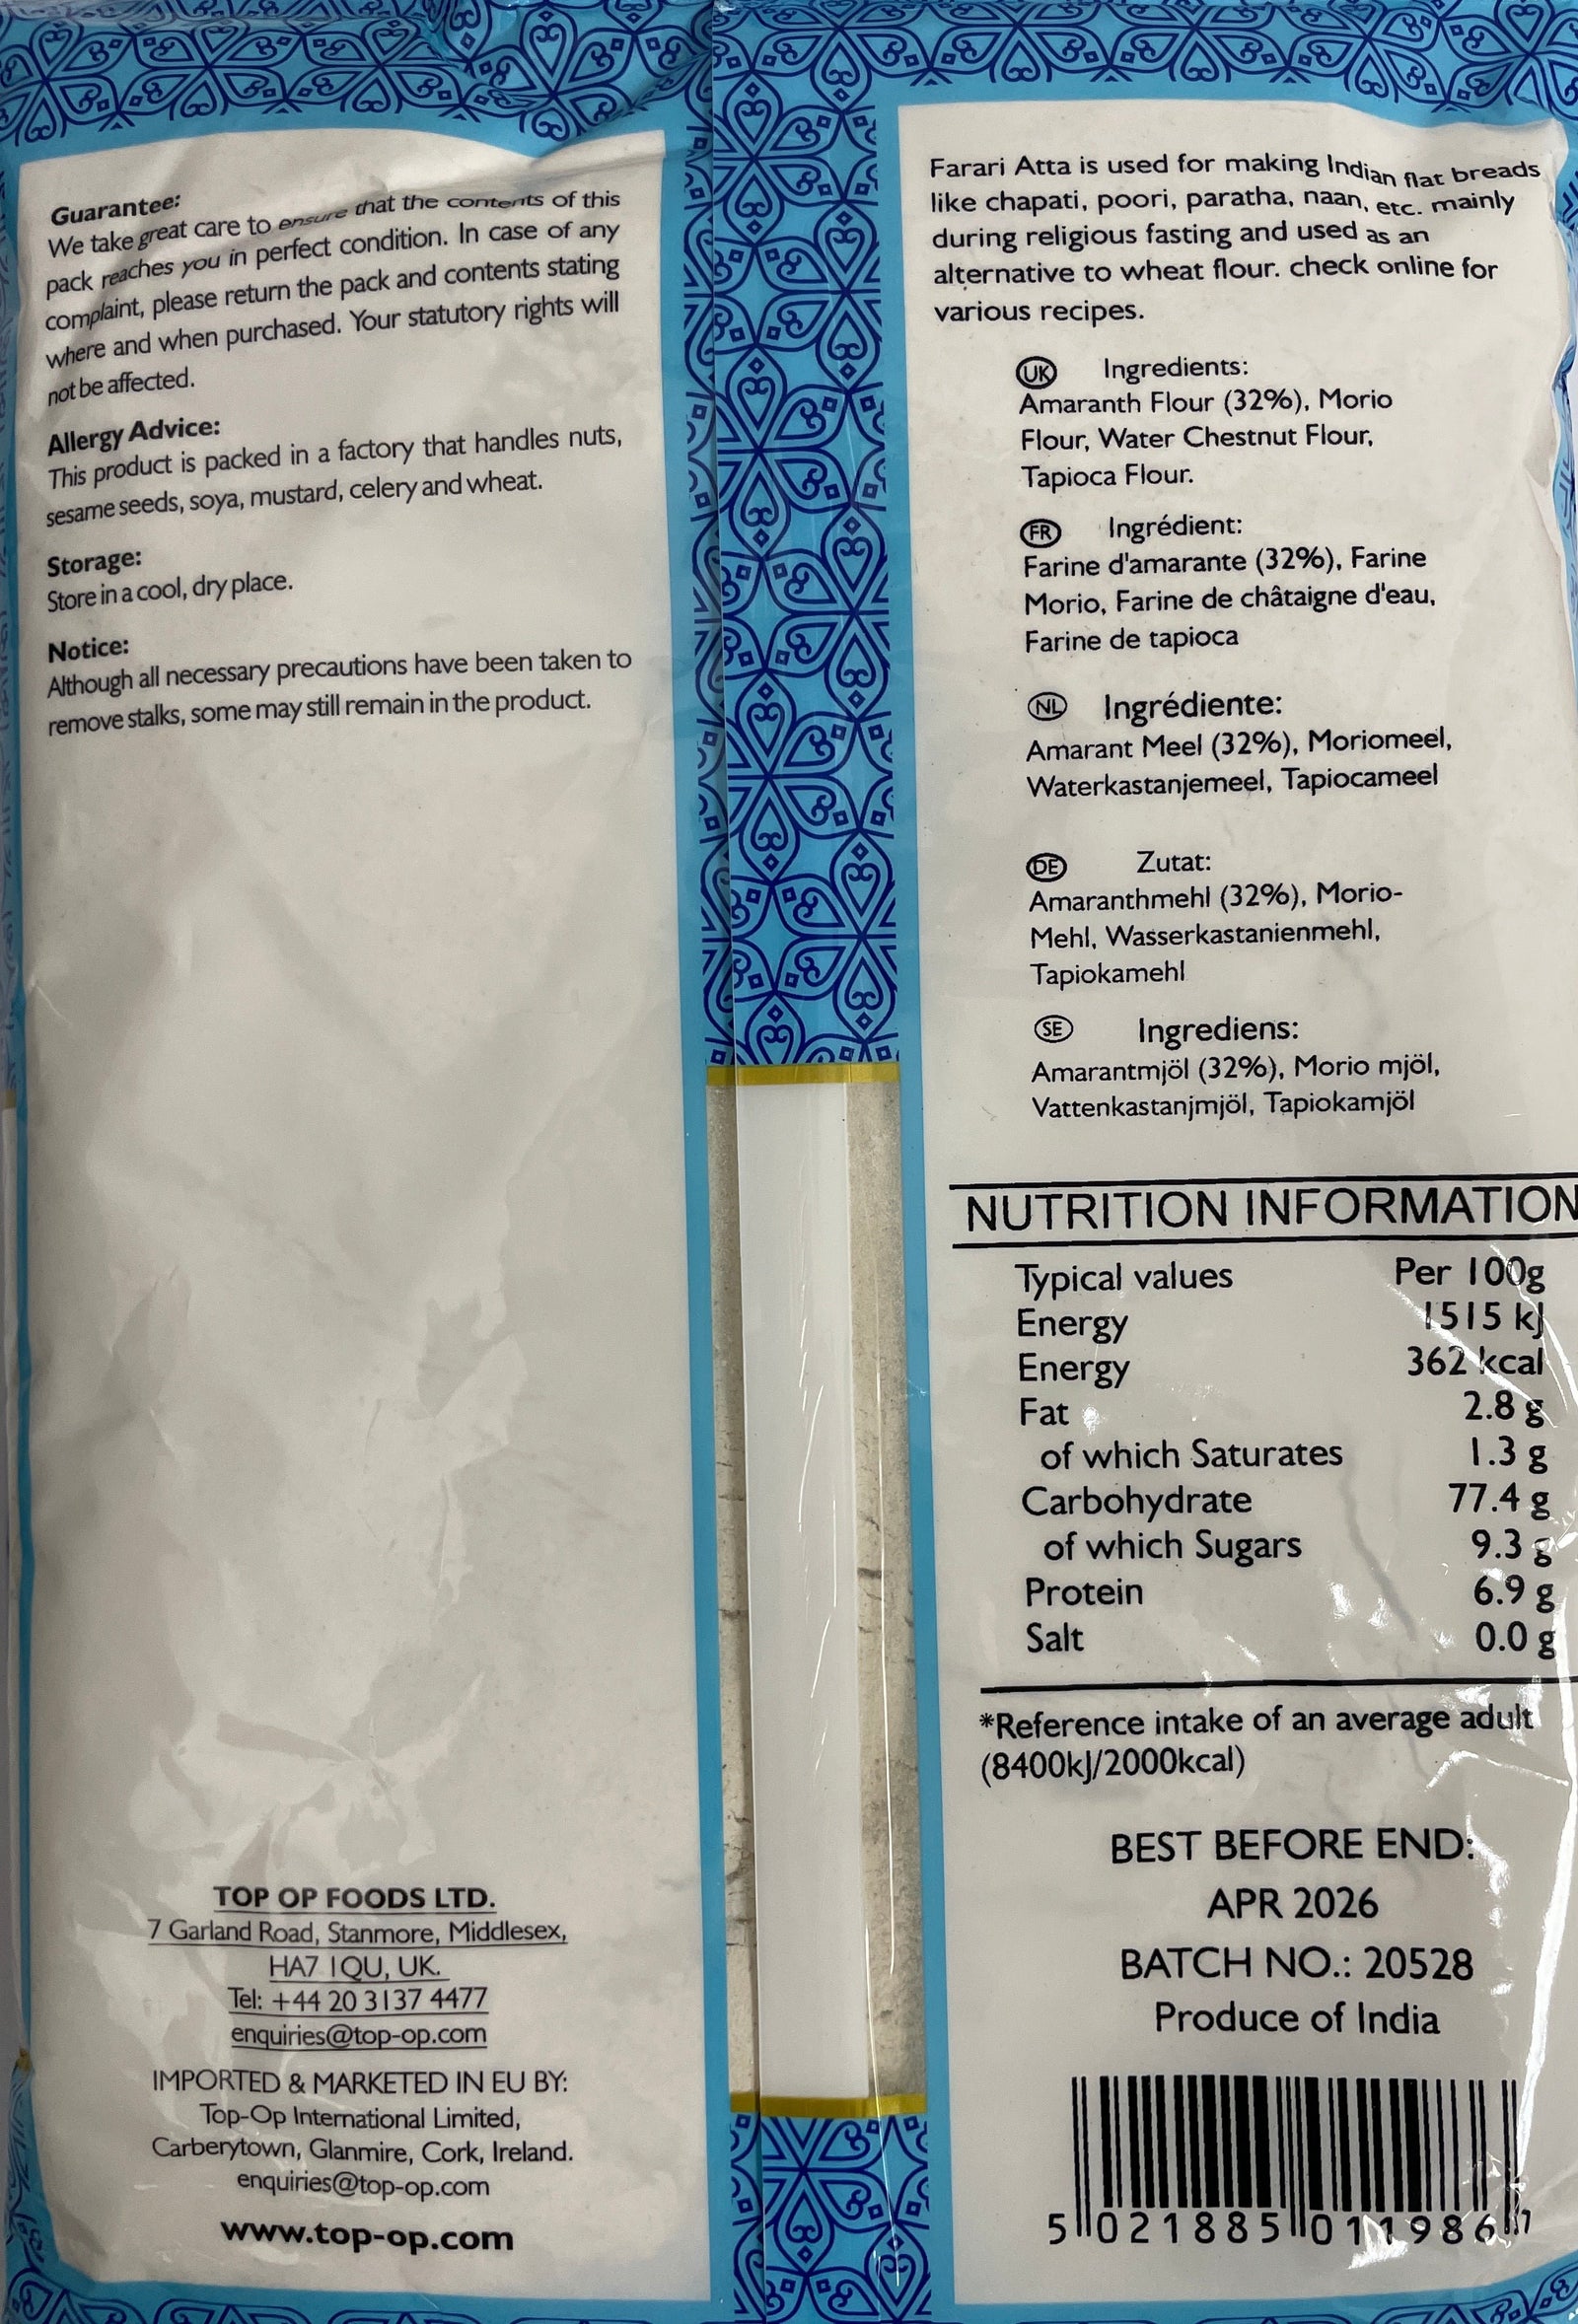 Guarantee:
We take great care to ensure that the contents of this
pack reaches you in perfect condition. In case of any
complaint, please return the pack and contents stating
where and when purchased. Your statutory rights will
not be affected.
Allergy Advice:
This product is packed in a factory that handles nuts,
sesame seeds, soya, mustard, celery and wheat.
Storage:
Store in a cool, dry place.
Notice:
Although all necessary precautions have been taken to
remove stalks, some may still remain in the product.
TOP OP FOODS LTD.
7 Garland Road, Stanmore, Middlesex,
HA7 1QU, UK.
Tel: +44 20 3137 4477
enquiries@top-op.com
IMPORTED & MARKETED IN EU BY:
Top-Op International Limited,
Carberytown, Glanmire, Cork, Ireland.
enquiries@top-op.com
www.top-op.com
Farari Atta is used for making Indian flat breads
like chapati, poori, paratha, naan, etc. mainly
during religious fasting and used as an
alternative to wheat flour. check online for
various recipes.
UK Ingredients:
Amaranth Flour (32%), Morio
Flour, Water Chestnut Flour,
Tapioca Flour.
FR Ingrédient:
Farine d'amarante (32%), Farine
Morio, Farine de châtaigne d'eau,
Farine de tapioca
NL Ingrédiente:
Amarant Meel (32%), Moriomeel,
Waterkastanjemeel, Tapiocameel
DE Zutat:
Amaranthmehl (32%), Morio-
Mehl, Wasserkastanienmehl,
Tapiokamehl
SE Ingrediens:
Amarantmjöl (32%), Morio mjöl,
Vattenkastanjmjöl, Tapiokamjöl
NUTRITION INFORMATION
Typical values Per 100g
Energy 1515 kJ
Energy 362 kcal
Fat 2.8 g
of which Saturates 1.3 g
Carbohydrate 77.4 g
of which Sugars 9.3 g
Protein 6.9 g
Salt 0.0 g
*Reference intake of an average adult
(8400kJ/2000kcal)
BEST BEFORE END:
APR 2026
BATCH NO.: 20528
Produce of India
5 021885 011986 7